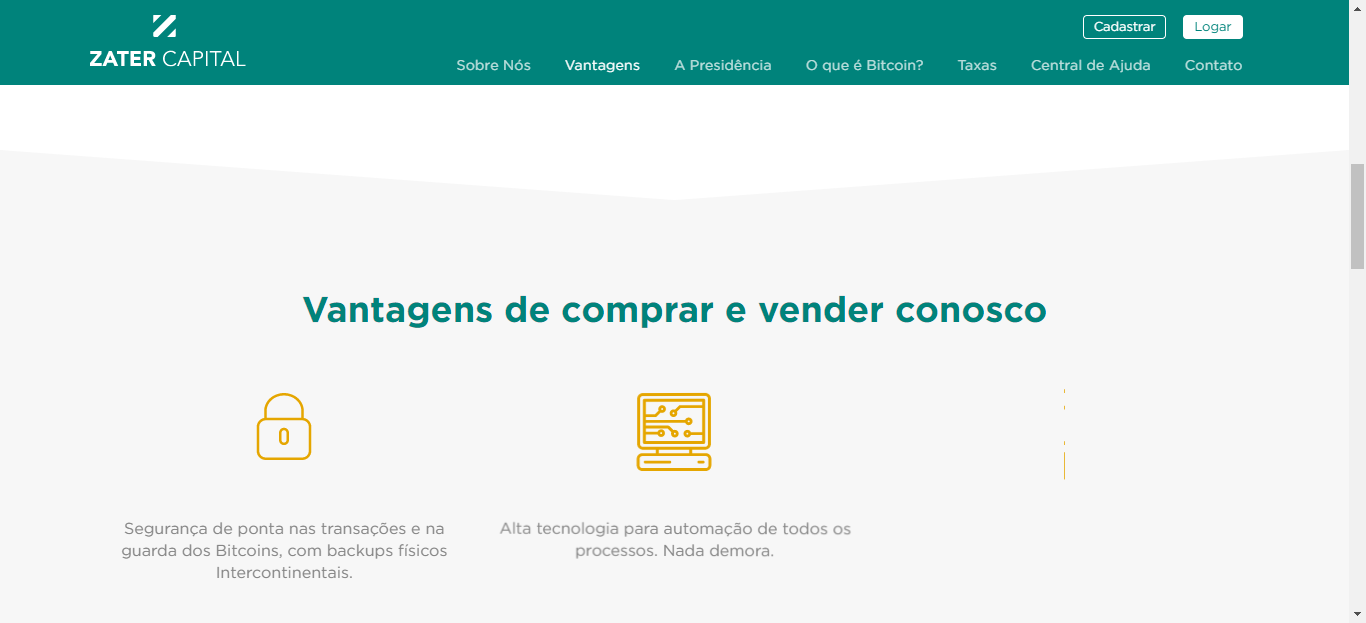 Cadastrar Logar
ZATER CAPITAL
Sobre Nós Vantagens A Presidência O que é Bitcoin? Taxas Central de Ajuda Contato
Vantagens de comprar e vender conosco
Segurança de ponta nas transações e na
guarda dos Bitcoins, com backups físicos
Intercontinentais.
Alta tecnologia para automação de todos os
processos. Nada demora.